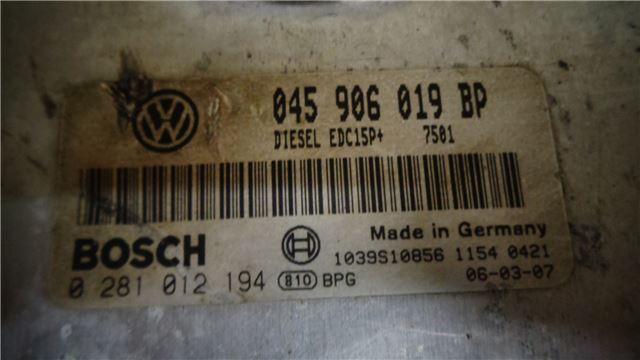 045 906 019 BP
DIESEL EDC15P+ 7501
BOSCH
Made in Germany
1039S10856 1154 0421
0 281 012 194 810 BPG 06-03-07